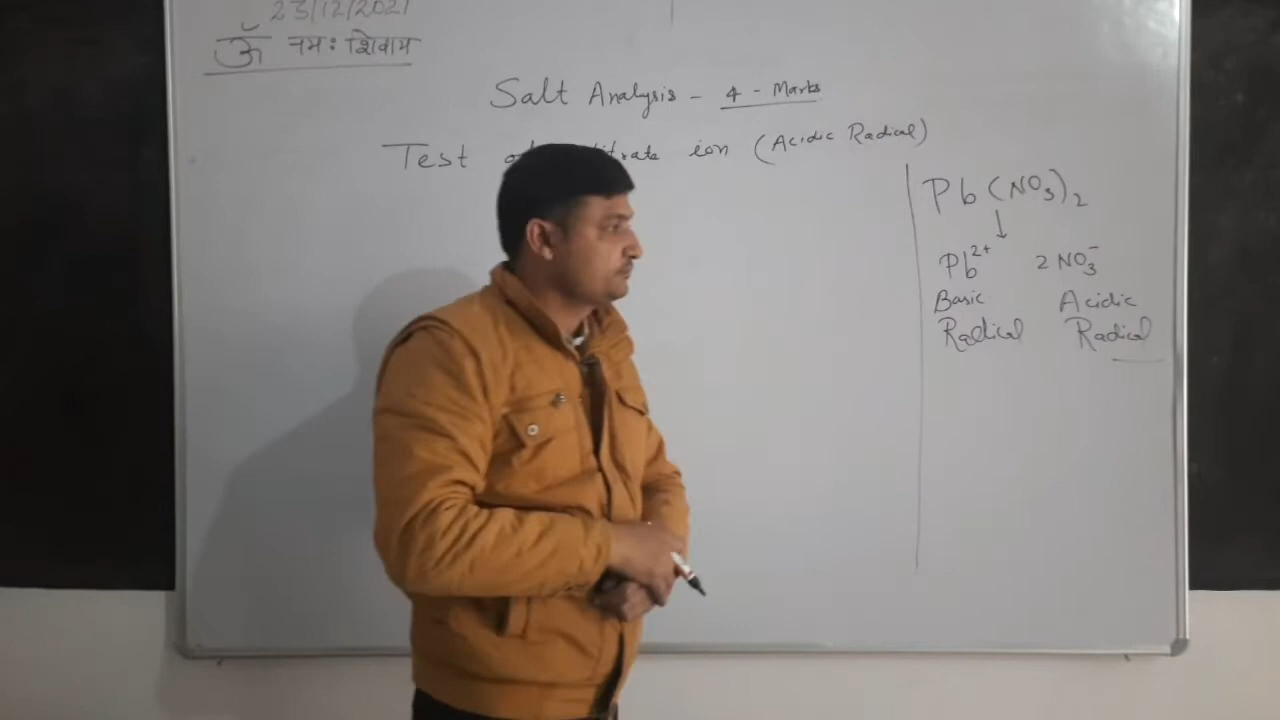 23/12/2021
ॐ नमः शिवाय
Salt Analysis - 4 - Marks
Test ion (Acidic Radical)
Pb(NO₃)₂
↓
Pb²⁺ 2NO₃⁻
Basic Acidic
Radical Radical